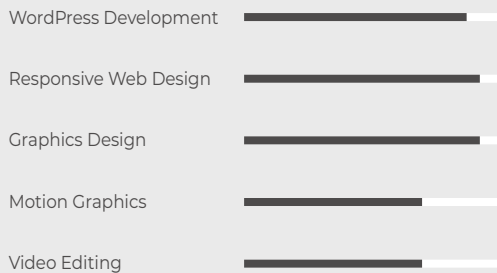 WordPress Development
Responsive Web Design
Graphics Design
Motion Graphics
Video Editing